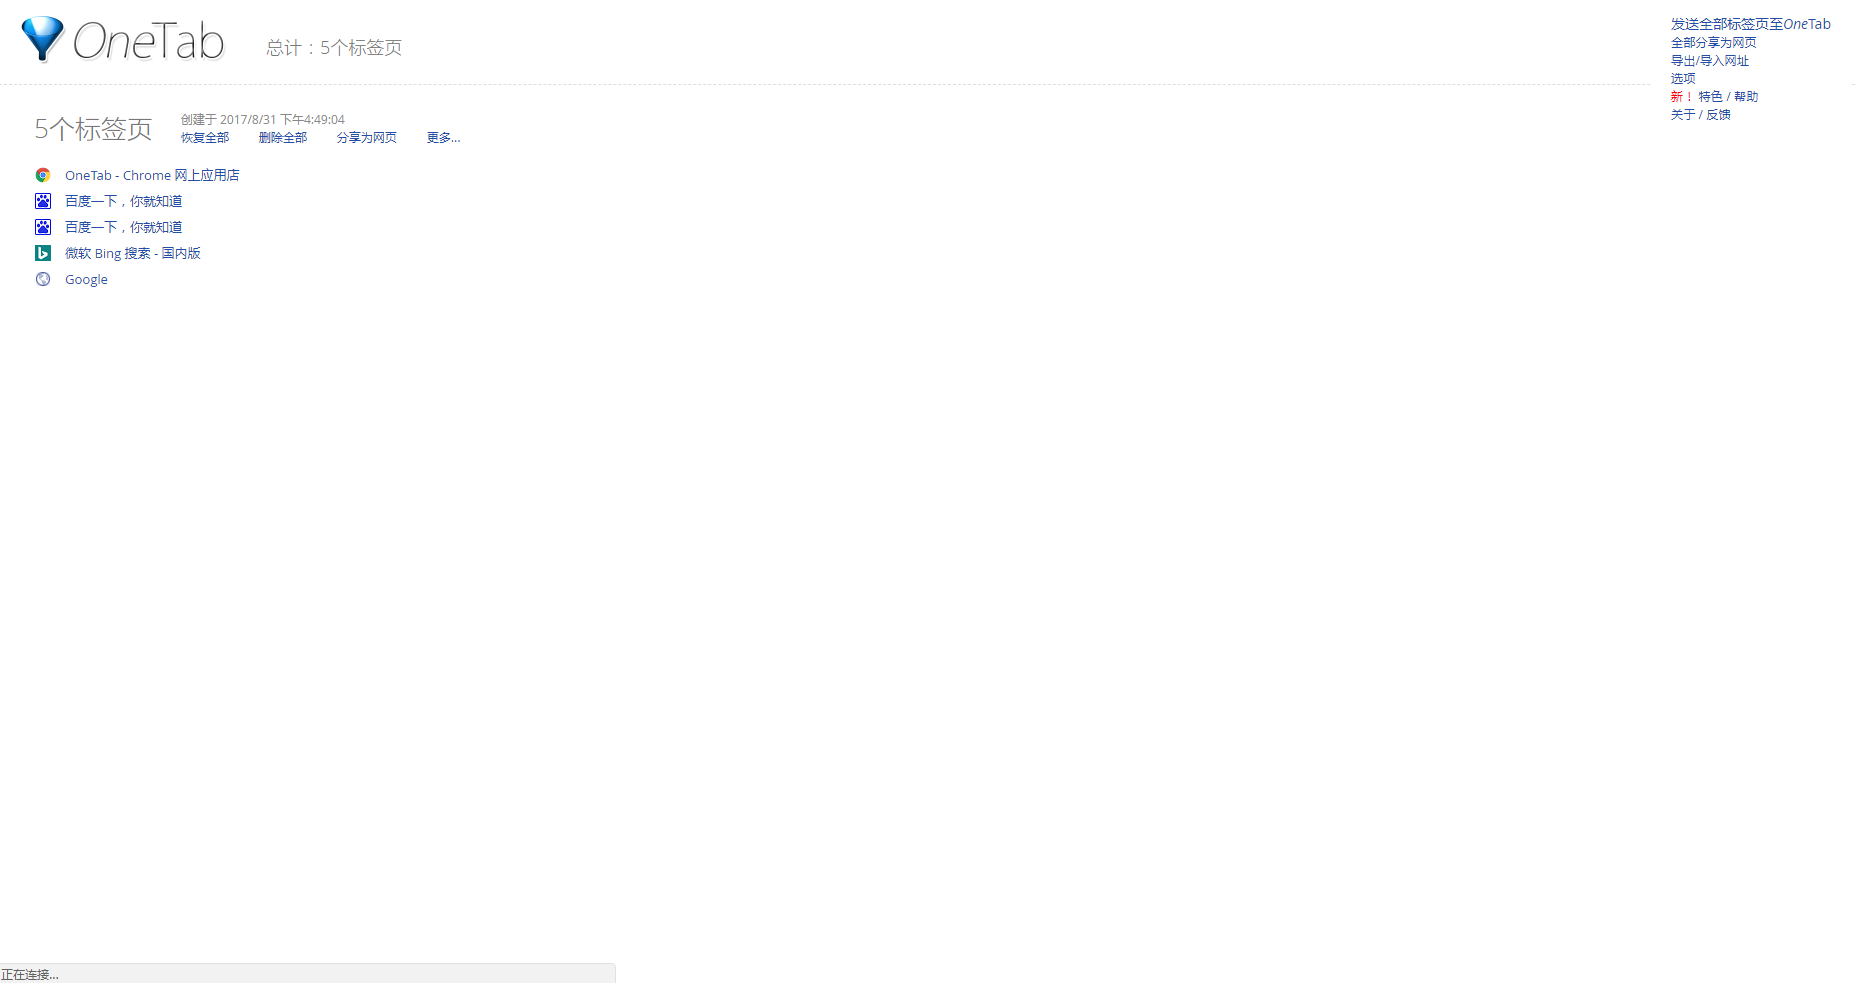 OneTab
总计：5个标签页
发送全部标签页至OneTab
全部分享为网页
导出/导入网址
选项
新！ 特色 / 帮助
关于 / 反馈
5个标签页
创建于 2017/8/31 下午4:49:04
恢复全部 删除全部 分享为网页 更多...
OneTab - Chrome 网上应用店
百度一下，你就知道
百度一下，你就知道
微软 Bing 搜索 - 国内版
Google
正在连接...